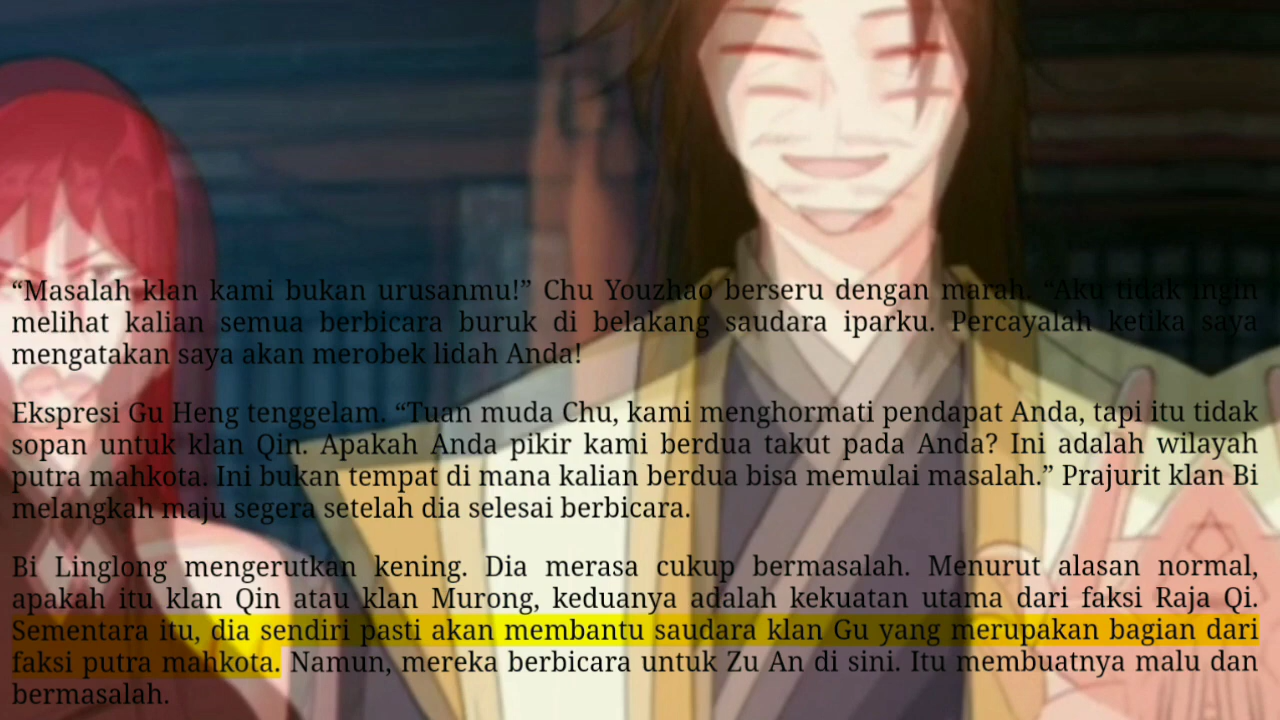 “Masalah klan kami bukan urusanmu!” Chu Youzhao berseru dengan marah. “Aku tidak ingin
melihat kalian semua berbicara buruk di belakang saudara iparku. Percayalah ketika saya
mengatakan saya akan merobek lidah Anda!
Ekspresi Gu Heng tenggelam. “Tuan muda Chu, kami menghormati pendapat Anda, tapi itu tidak
sopan untuk klan Qin. Apakah Anda pikir kami berdua takut pada Anda? Ini adalah wilayah
putra mahkota. Ini bukan tempat di mana kalian berdua bisa memulai masalah.” Prajurit klan Bi
melangkah maju segera setelah dia selesai berbicara.
Bi Linglong mengerutkan kening. Dia merasa cukup bermasalah. Menurut alasan normal,
apakah itu klan Qin atau klan Murong, keduanya adalah kekuatan utama dari faksi Raja Qi.
Sementara itu, dia sendiri pasti akan membantu saudara klan Gu yang merupakan bagian dari
faksi putra mahkota. Namun, mereka berbicara untuk Zu An di sini. Itu membuatnya malu dan
bermasalah.